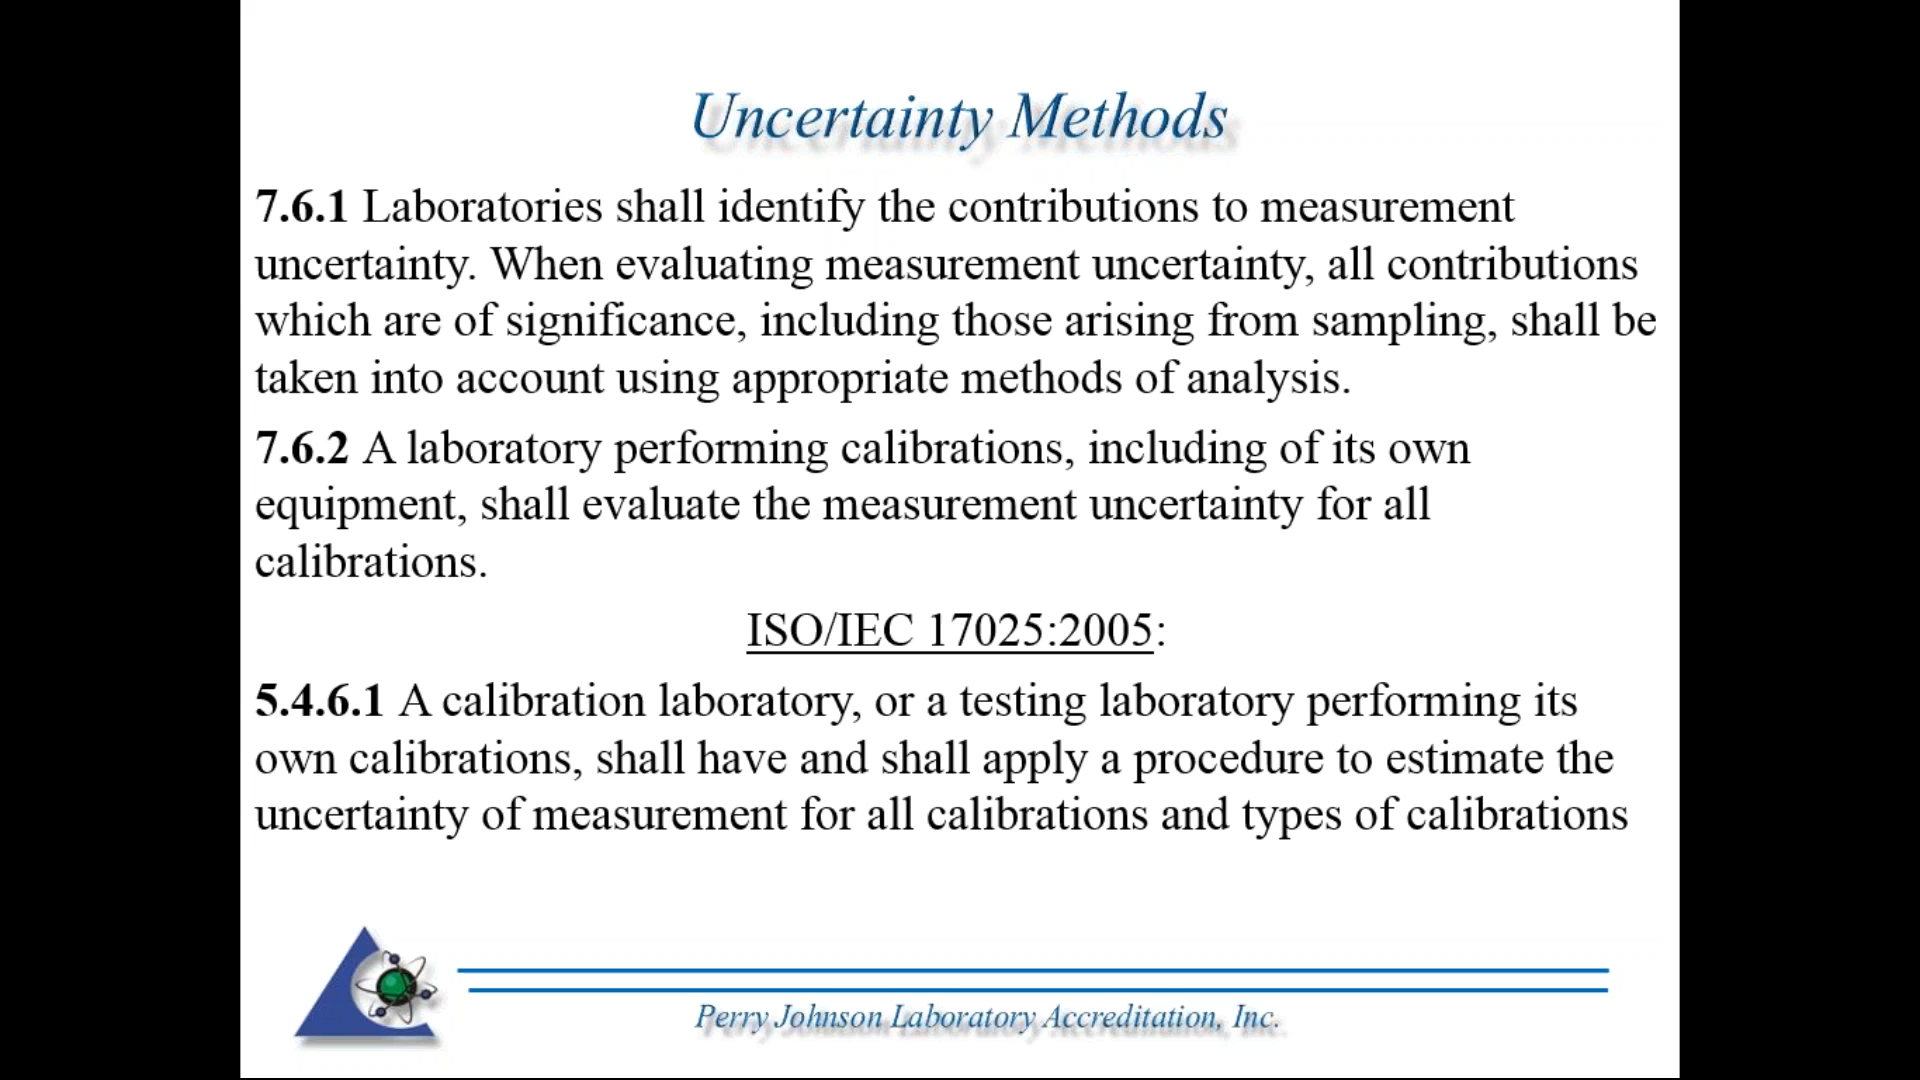 Uncertainty Methods
7.6.1 Laboratories shall identify the contributions to measurement
uncertainty. When evaluating measurement uncertainty, all contributions
which are of significance, including those arising from sampling, shall be
taken into account using appropriate methods of analysis.
7.6.2 A laboratory performing calibrations, including of its own
equipment, shall evaluate the measurement uncertainty for all
calibrations.
ISO/IEC 17025:2005:
5.4.6.1 A calibration laboratory, or a testing laboratory performing its
own calibrations, shall have and shall apply a procedure to estimate the
uncertainty of measurement for all calibrations and types of calibrations
Perry Johnson Laboratory Accreditation, Inc.